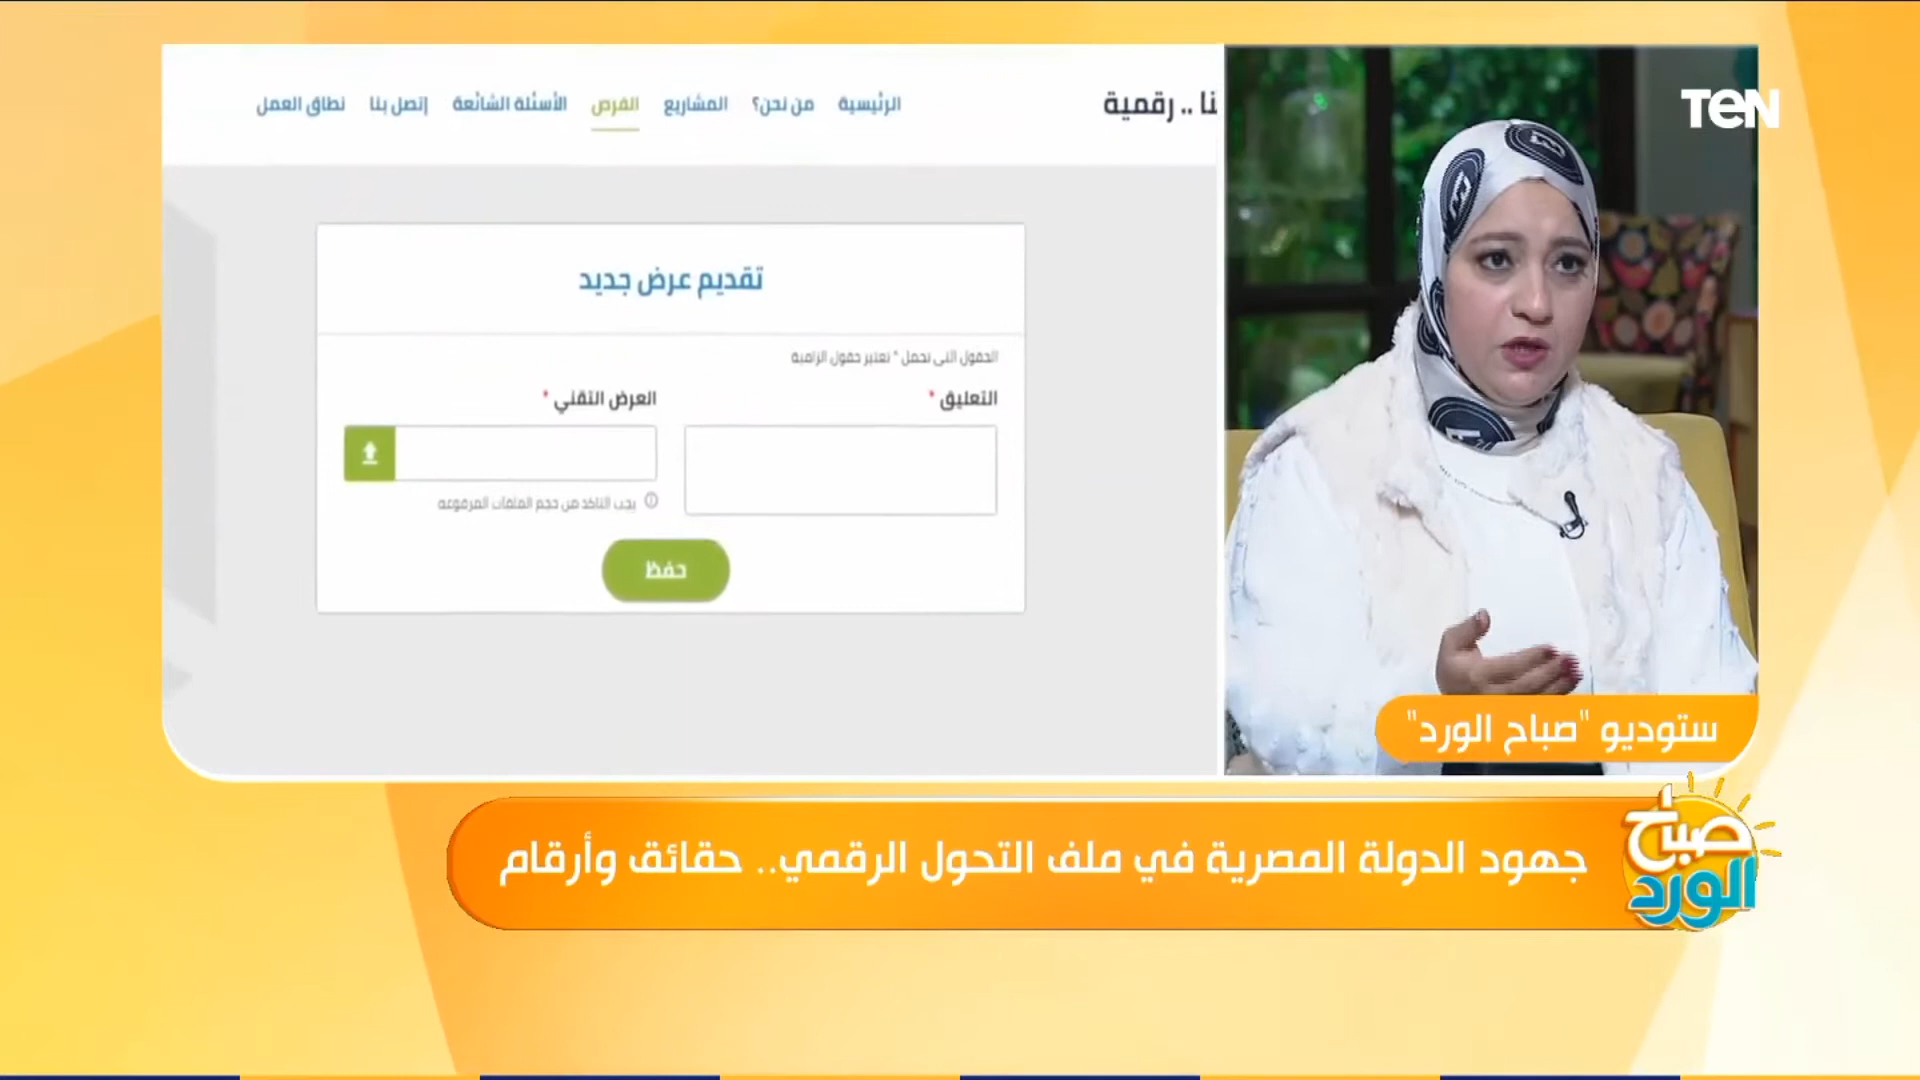 TeN
نا .. رقمية
الرئيسية من نحن؟ المشاريع الفرص الأسئلة الشائعة إتصل بنا نطاق العمل
تقديم عرض جديد
الحقول التى تحمل * تعتبر حقول الزامية
التعليق *
العرض التقني *
يجب التاكد من حجم الملفات المرفوعه
حفظ
ستوديو "صباح الورد"
جهود الدولة المصرية في ملف التحول الرقمي.. حقائق وأرقام
صباح
الورد